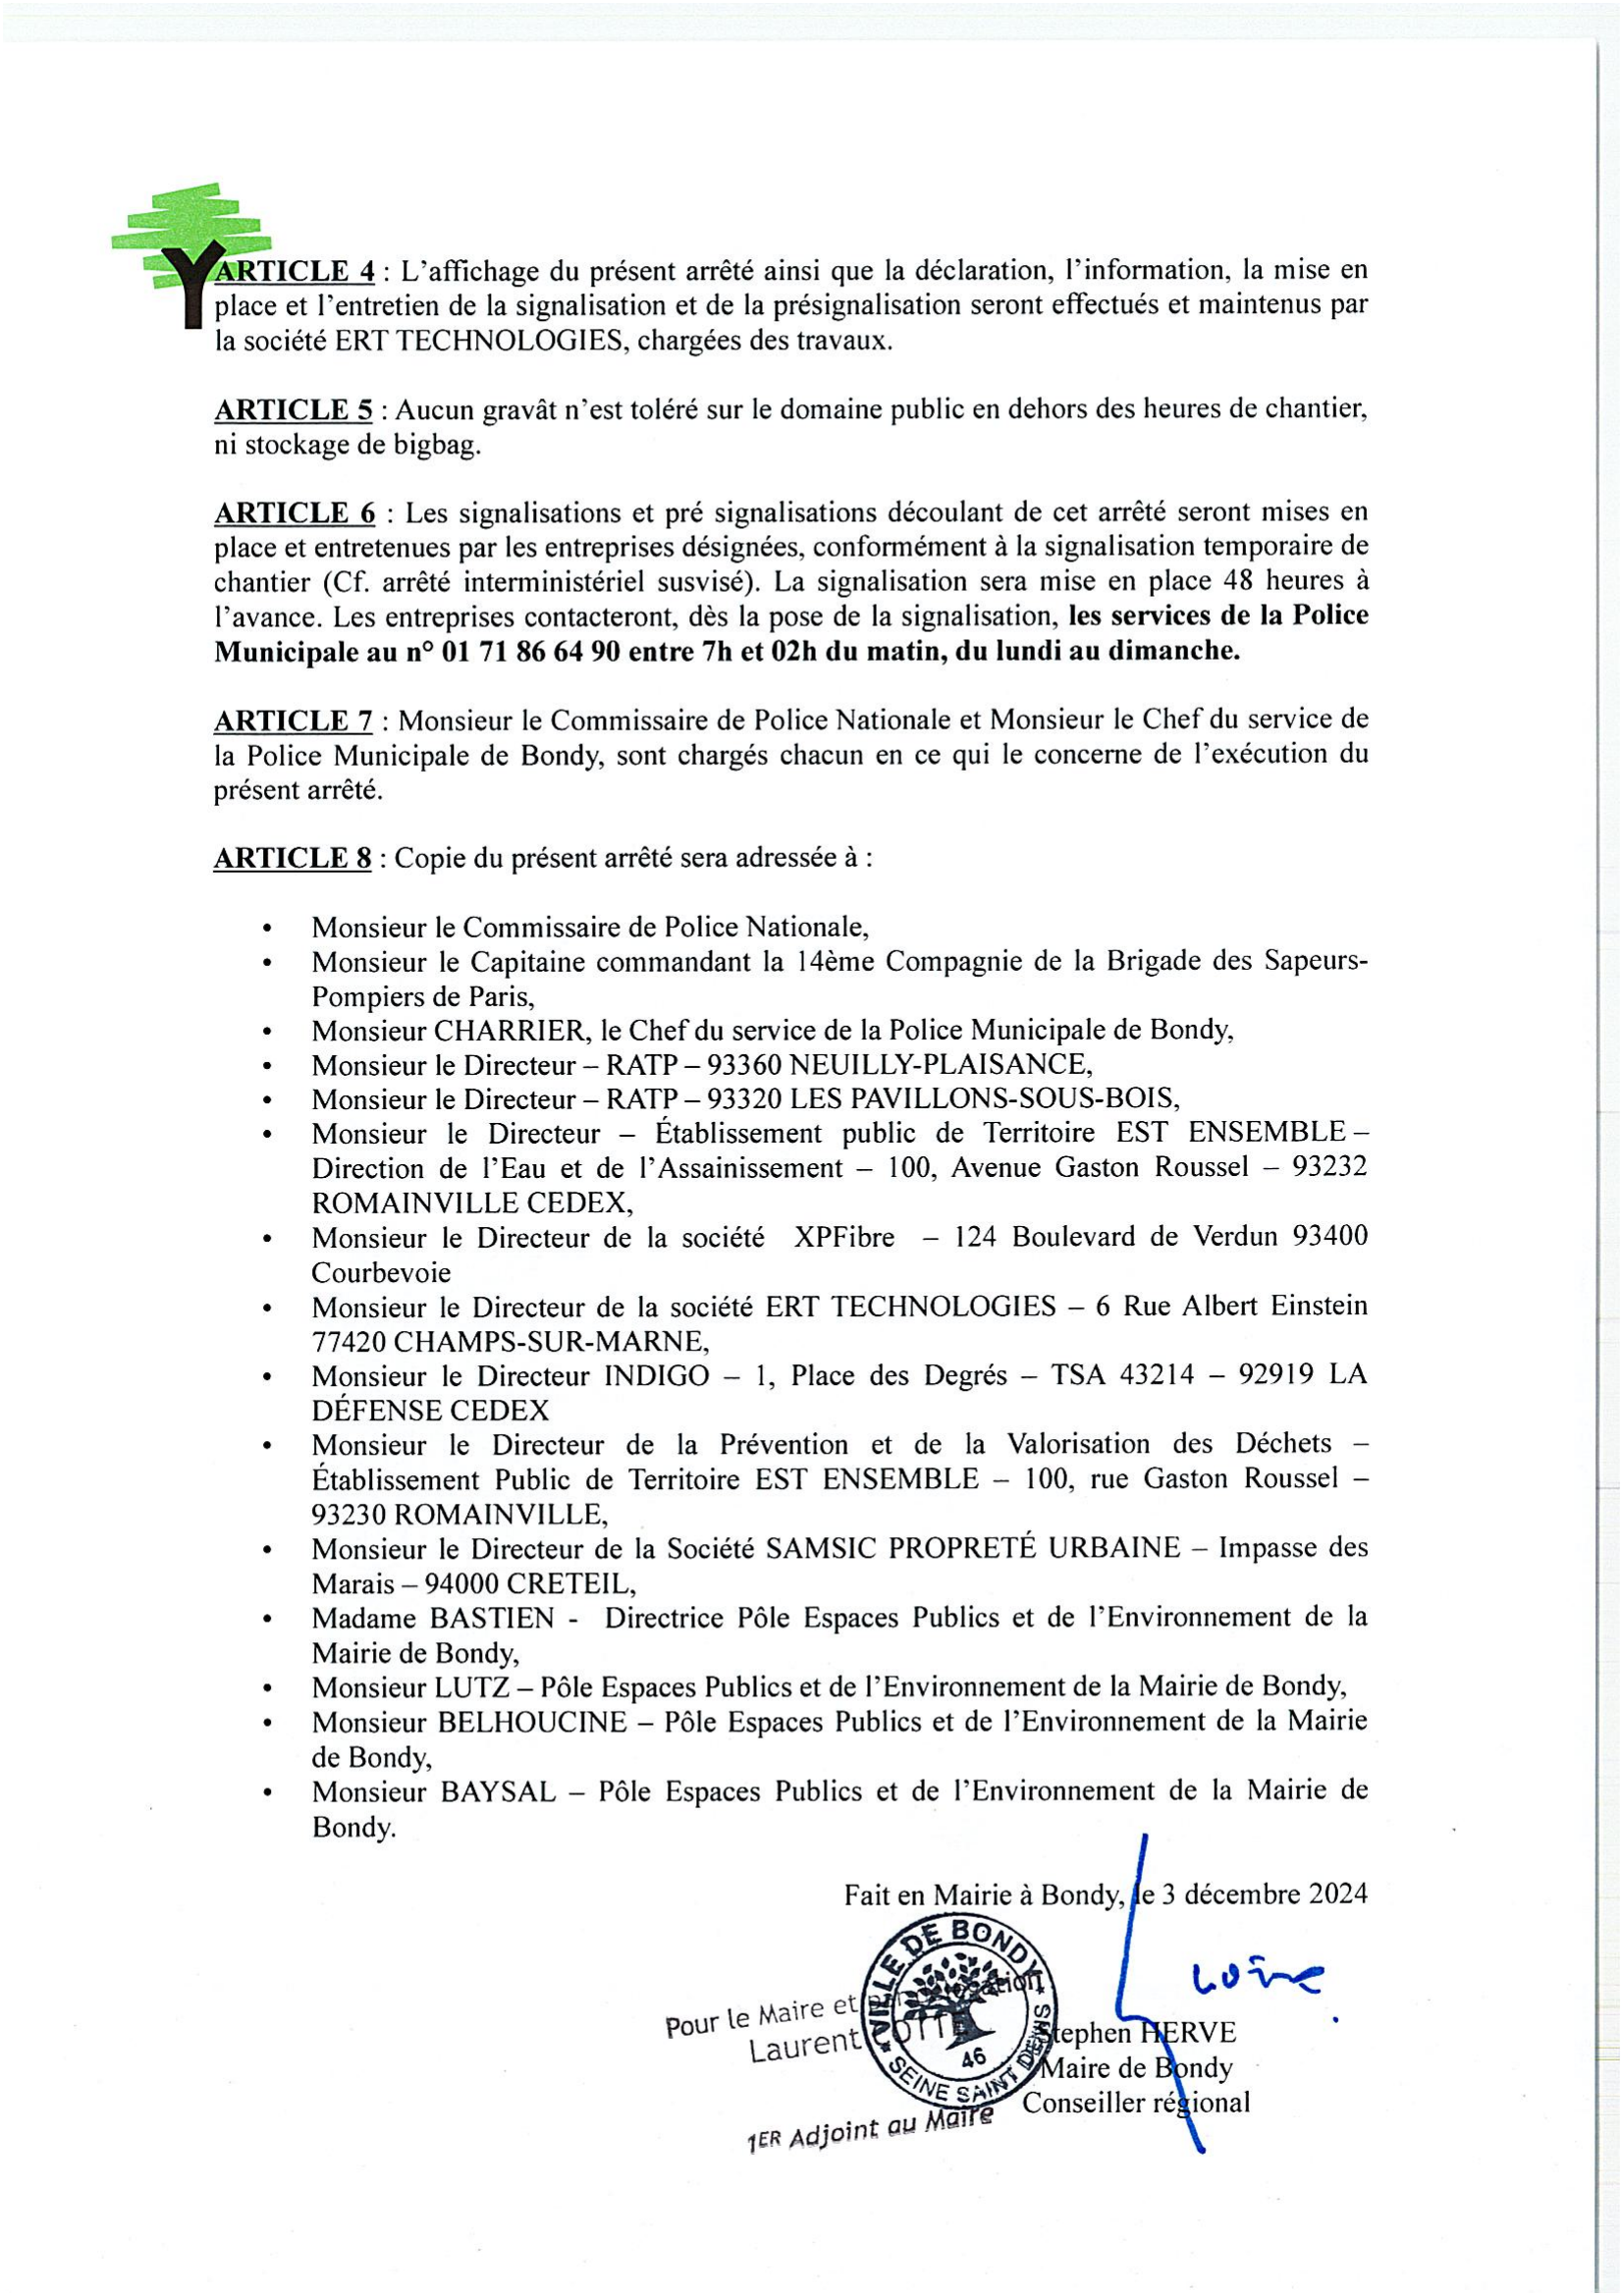 ARTICLE 4 : L'affichage du présent arrêté ainsi que la déclaration, l'information, la mise en
place et l'entretien de la signalisation et de la présignalisation seront effectués et maintenus par
la société ERT TECHNOLOGIES, chargées des travaux.
ARTICLE 5 : Aucun gravât n'est toléré sur le domaine public en dehors des heures de chantier,
ni stockage de bigbag.
ARTICLE 6 : Les signalisations et pré signalisations découlant de cet arrêté seront mises en
place et entretenues par les entreprises désignées, conformément à la signalisation temporaire de
chantier (Cf. arrêté interministériel susvisé). La signalisation sera mise en place 48 heures à
l'avance. Les entreprises contacteront, dès la pose de la signalisation, les services de la Police
Municipale au n° 01 71 86 64 90 entre 7h et 02h du matin, du lundi au dimanche.
ARTICLE 7 : Monsieur le Commissaire de Police Nationale et Monsieur le Chef du service de
la Police Municipale de Bondy, sont chargés chacun en ce qui le concerne de l'exécution du
présent arrêté.
ARTICLE 8 : Copie du présent arrêté sera adressée à :
• Monsieur le Commissaire de Police Nationale,
• Monsieur le Capitaine commandant la 14ème Compagnie de la Brigade des Sapeurs-
Pompiers de Paris,
• Monsieur CHARRIER, le Chef du service de la Police Municipale de Bondy,
• Monsieur le Directeur – RATP – 93360 NEUILLY-PLAISANCE,
• Monsieur le Directeur – RATP – 93320 LES PAVILLONS-SOUS-BOIS,
• Monsieur le Directeur – Établissement public de Territoire EST ENSEMBLE –
Direction de l'Eau et de l'Assainissement – 100, Avenue Gaston Roussel – 93232
ROMAINVILLE CEDEX,
• Monsieur le Directeur de la société XPFibre – 124 Boulevard de Verdun 93400
Courbevoie
• Monsieur le Directeur de la société ERT TECHNOLOGIES – 6 Rue Albert Einstein
77420 CHAMPS-SUR-MARNE,
• Monsieur le Directeur INDIGO – 1, Place des Degrés – TSA 43214 – 92919 LA
DÉFENSE CEDEX
• Monsieur le Directeur de la Prévention et de la Valorisation des Déchets –
Établissement Public de Territoire EST ENSEMBLE – 100, rue Gaston Roussel –
93230 ROMAINVILLE,
• Monsieur le Directeur de la Société SAMSIC PROPRETÉ URBAINE – Impasse des
Marais – 94000 CRETEIL,
• Madame BASTIEN - Directrice Pôle Espaces Publics et de l'Environnement de la
Mairie de Bondy,
• Monsieur LUTZ – Pôle Espaces Publics et de l'Environnement de la Mairie de Bondy,
• Monsieur BELHOUCINE – Pôle Espaces Publics et de l'Environnement de la Mairie
de Bondy,
• Monsieur BAYSAL – Pôle Espaces Publics et de l'Environnement de la Mairie de
Bondy.
Fait en Mairie à Bondy, le 3 décembre 2024
VILLE DE BONDY
46
SEINE SAINT DENIS
Pour le Maire et par délégation
Laurent COTTE
1ER Adjoint au Maire
Stephen HERVE
Maire de Bondy
Conseiller régional